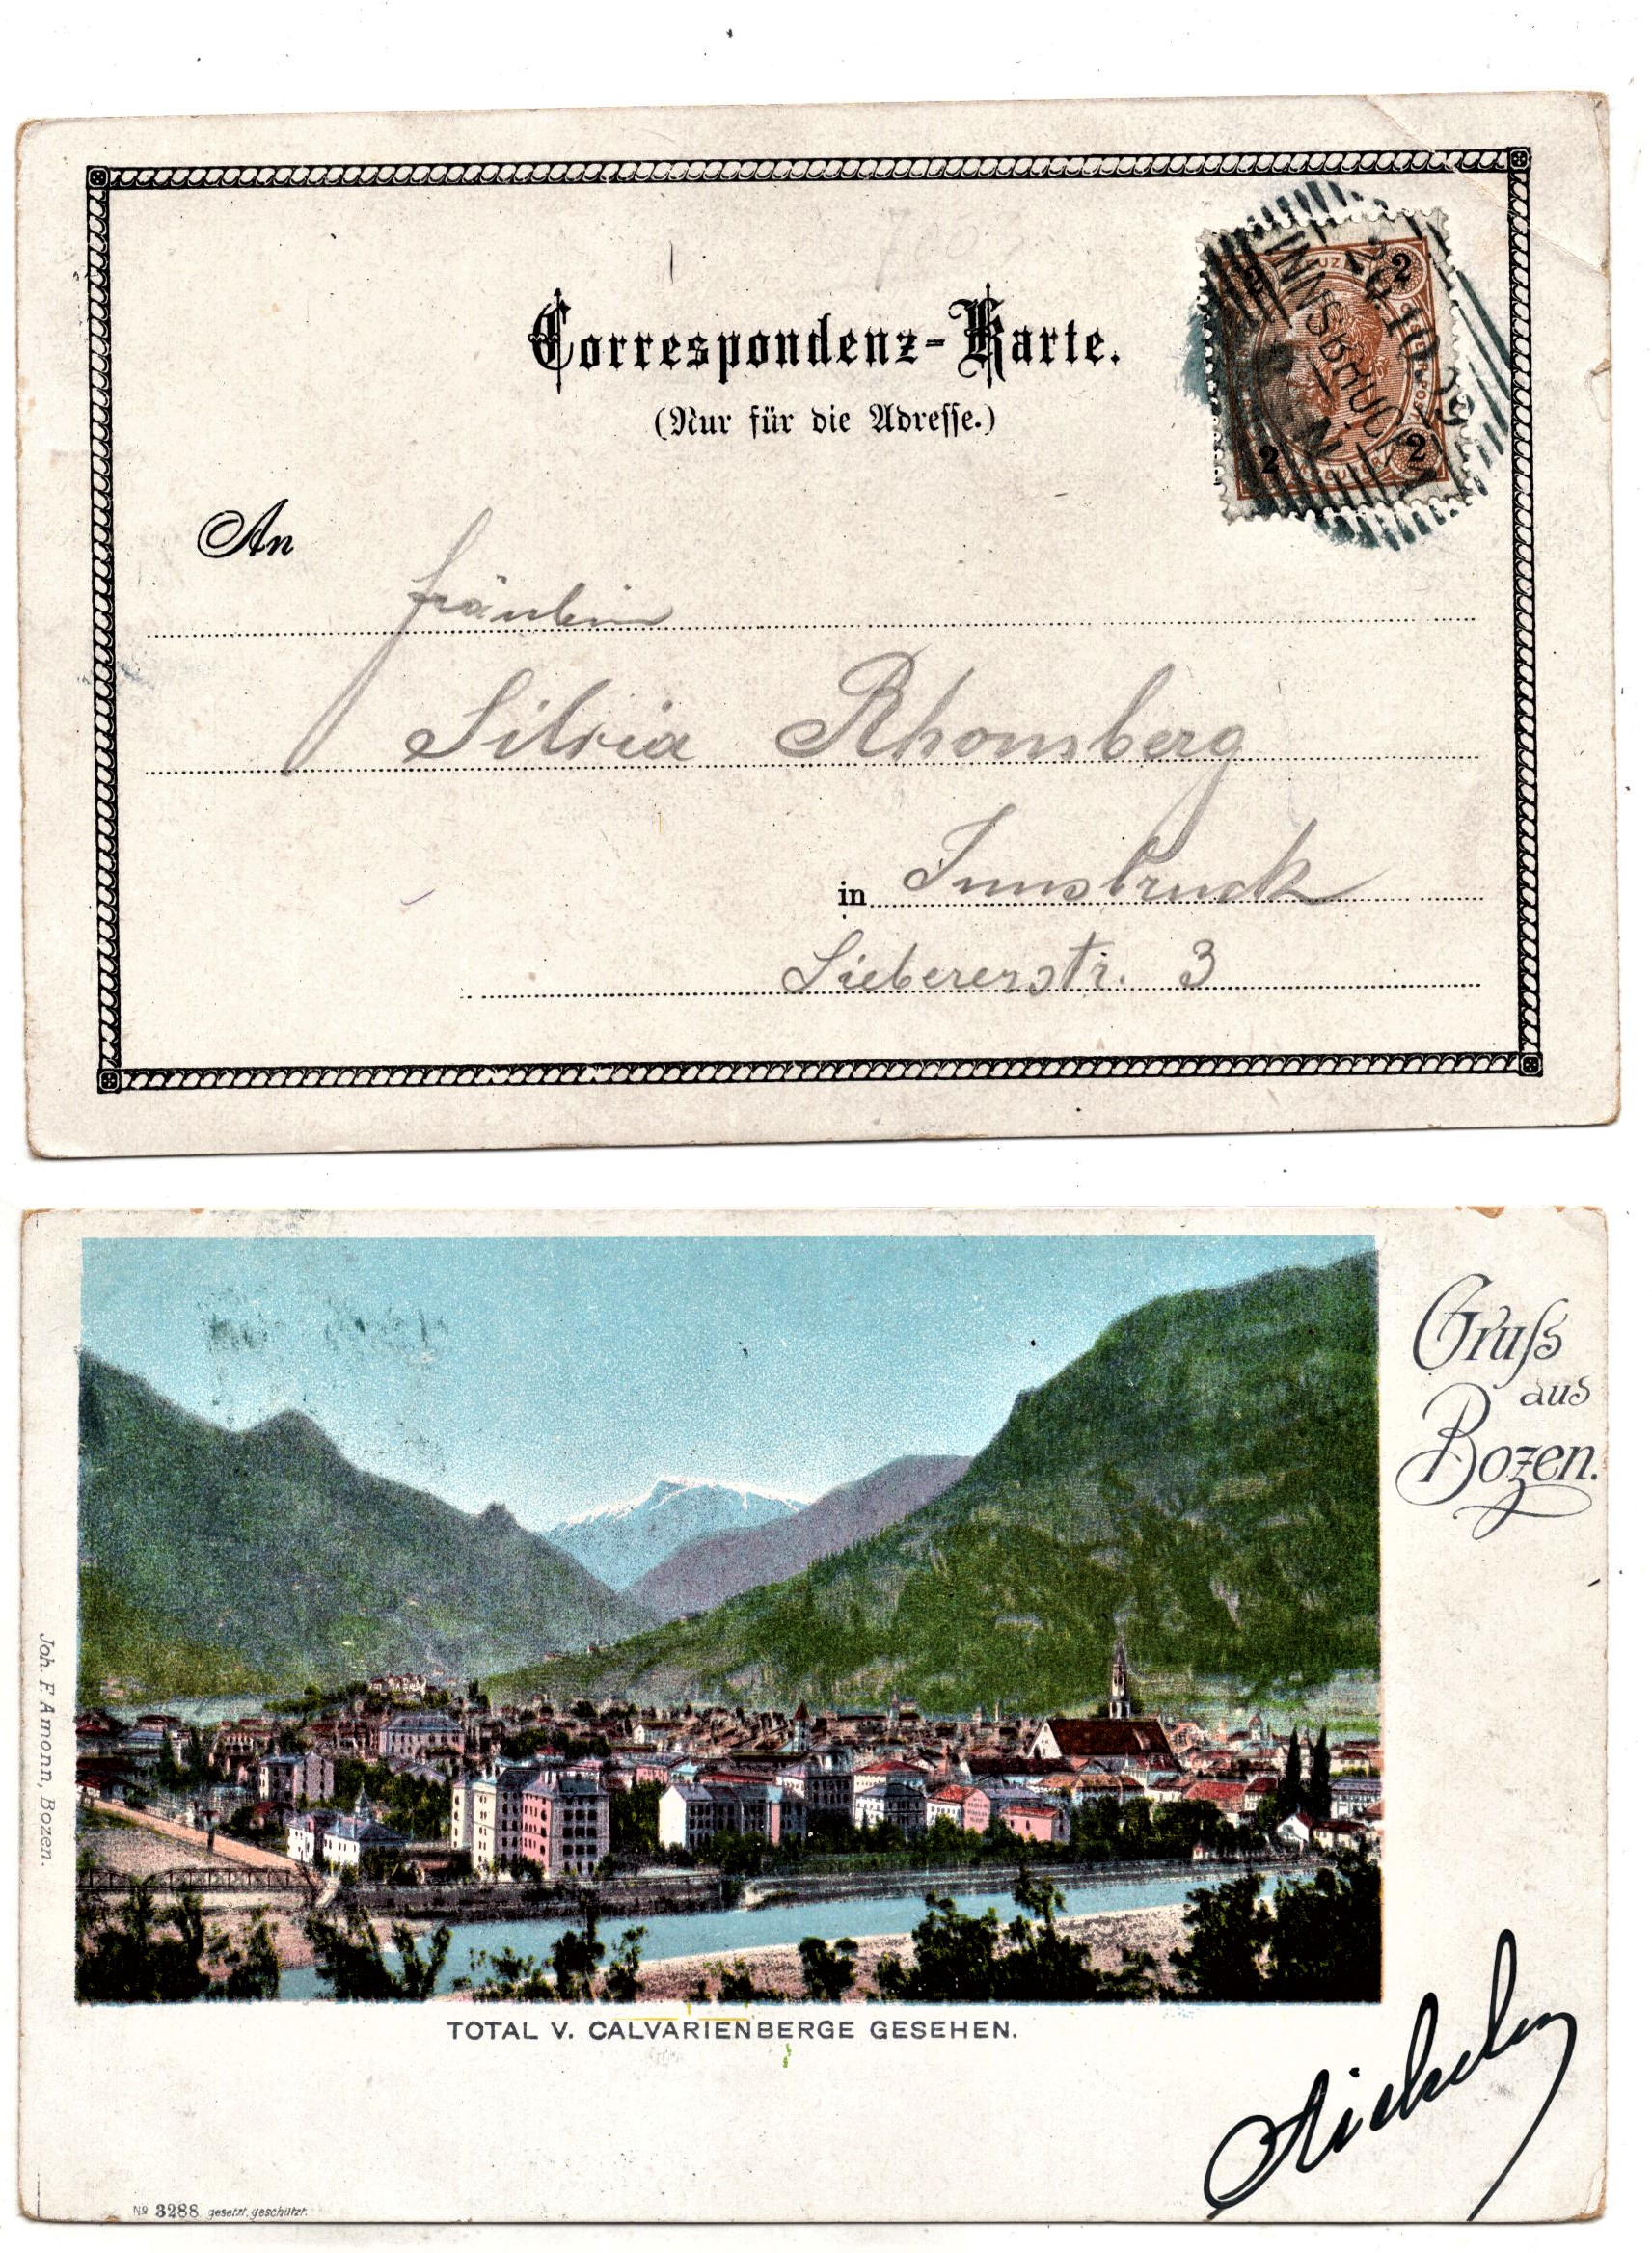 Correspondenz-Karte.
(Nur für die Adresse.)
2 2
INNSBRUCK
2 2
An
Fräulein
Silvia Rhomberg
in Innsbruck
Siebererstr. 3
Gruſs
aus
Bozen.
Joh. F. Amonn, Bozen.
TOTAL V. CALVARIENBERGE GESEHEN.
No 3288 gesetzl. geschützt.